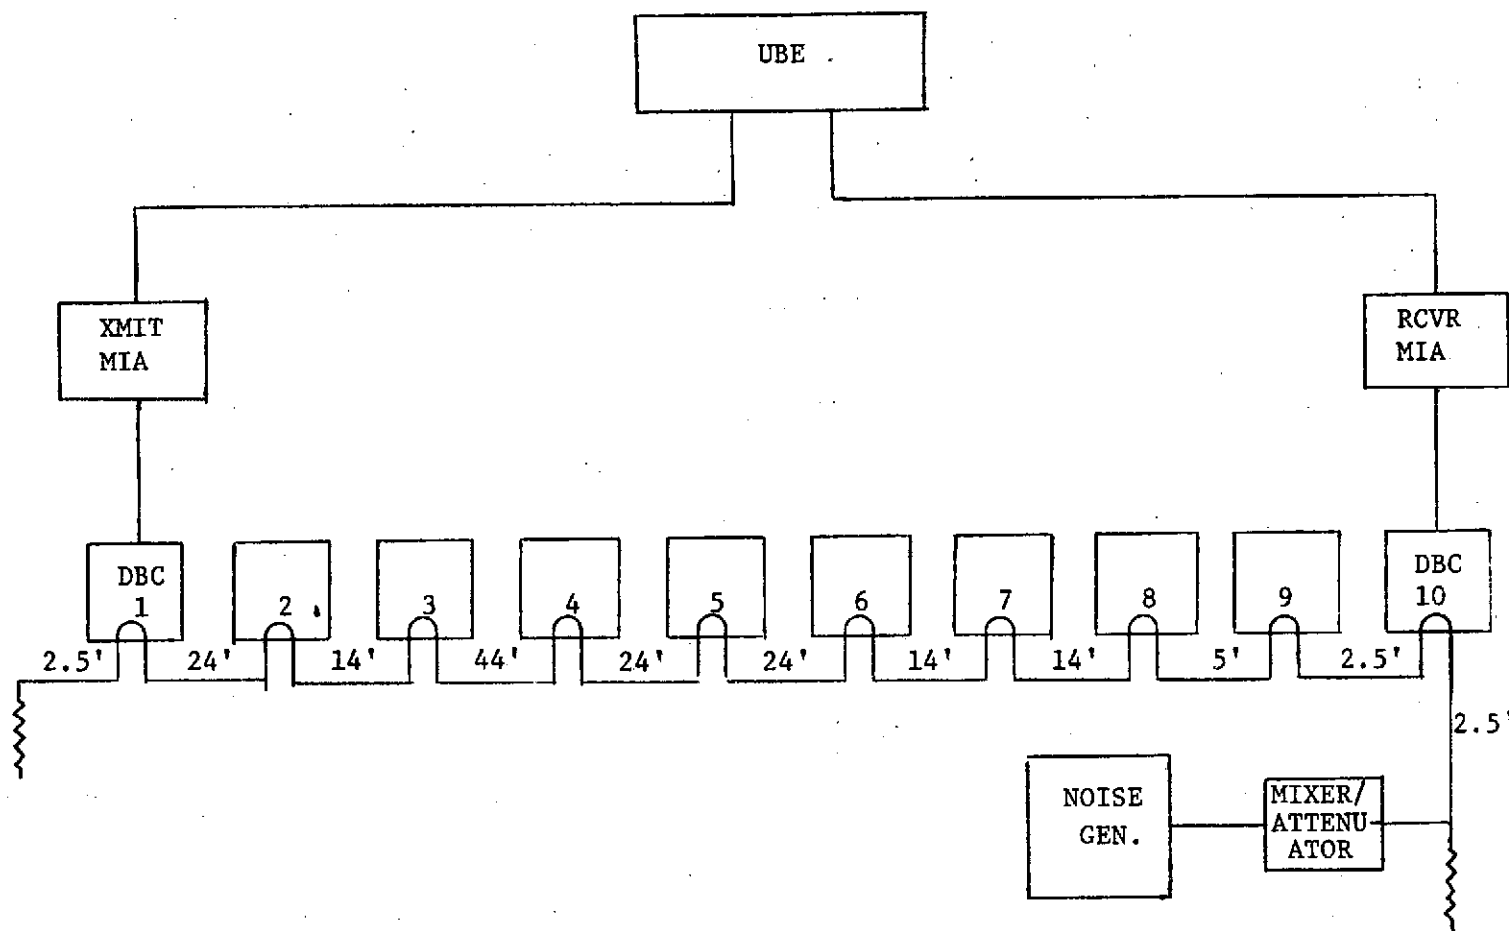 UBE
XMIT
MIA
RCVR
MIA
DBC
1
2
3
4
5
6
7
8
9
DBC
10
2.5'
24'
14'
44'
24'
24'
14'
14'
5'
2.5'
2.5'
NOISE
GEN.
MIXER/
ATTENU
ATOR